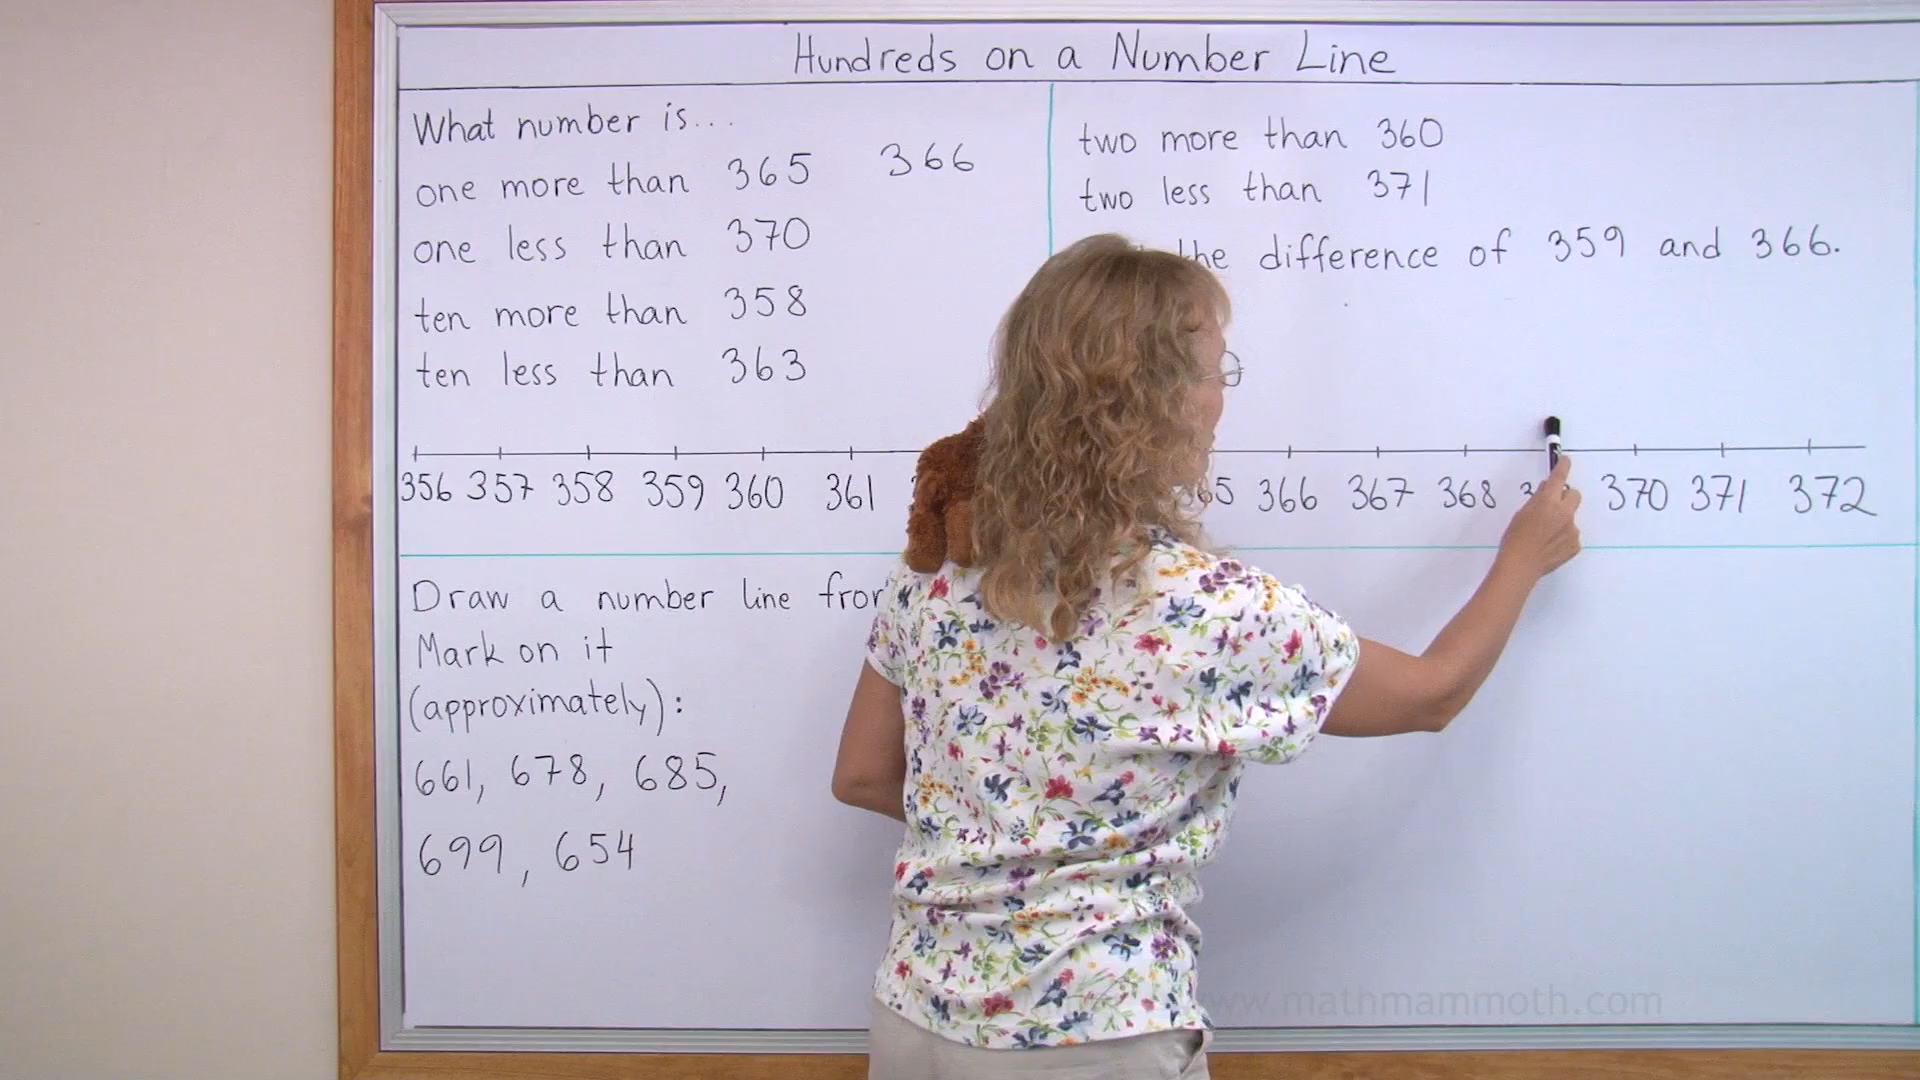 Hundreds on a Number Line
What number is...
one more than 365 366
one less than 370
ten more than 358
ten less than 363
two more than 360
two less than 371
the difference of 359 and 366.
356 357 358 359 360 361 366 367 368 370 371 372
Draw a number line
Mark on it
(approximately):
661, 678, 685,
699, 654
www.mathmammoth.com